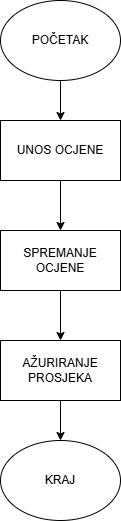 POČETAK
UNOS OCJENE
SPREMANJE
OCJENE
AŽURIRANJE
PROSJEKA
KRAJ